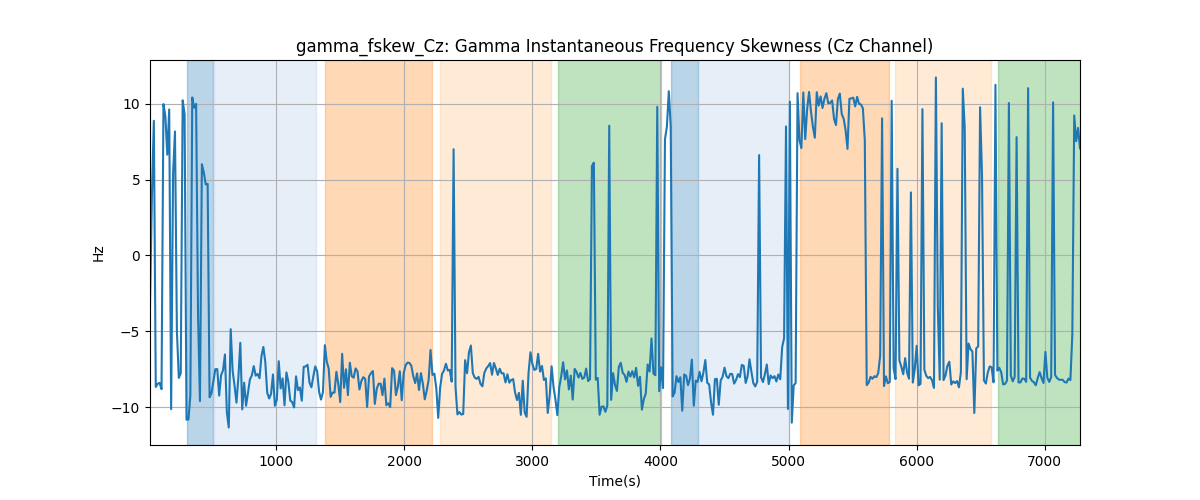 gamma_fskew_Cz: Gamma Instantaneous Frequency Skewness (Cz Channel)
10
5
0
−5
−10
Hz
1000 2000 3000 4000 5000 6000 7000
Time(s)